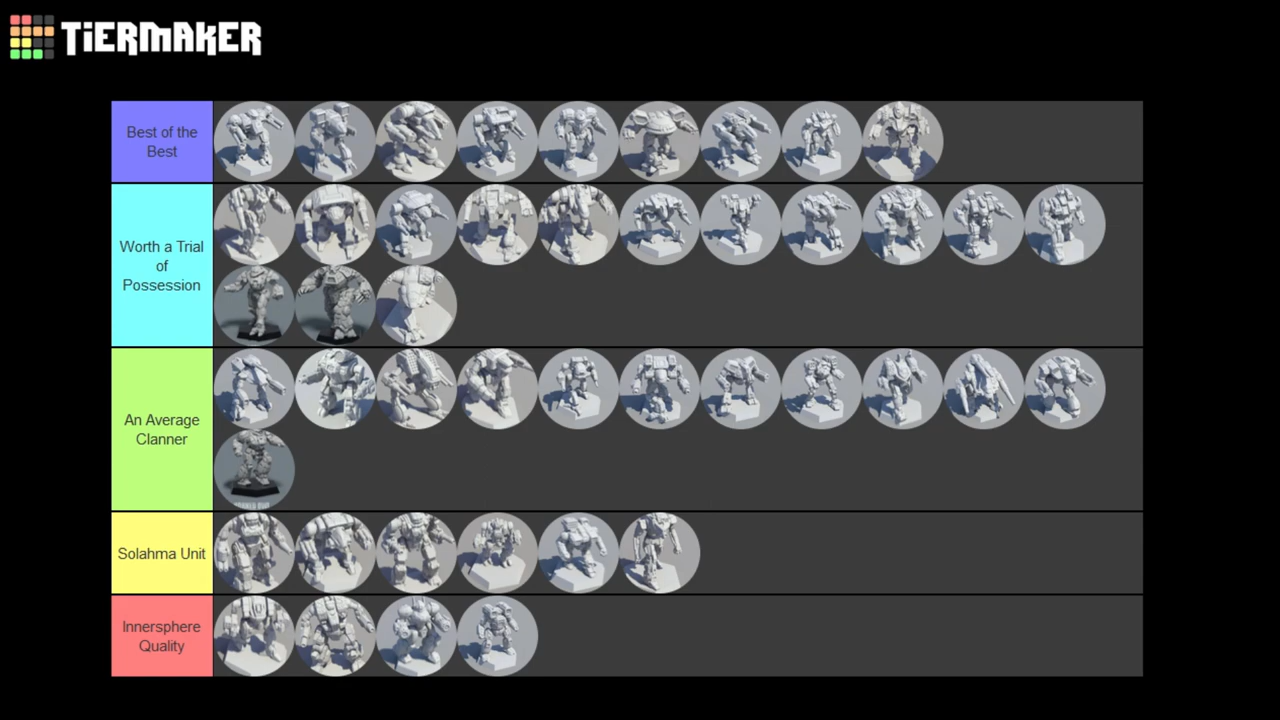 TiERMAKER
Best of the
Best
Worth a Trial
of
Possession
An Average
Clanner
Solahma Unit
Innersphere
Quality